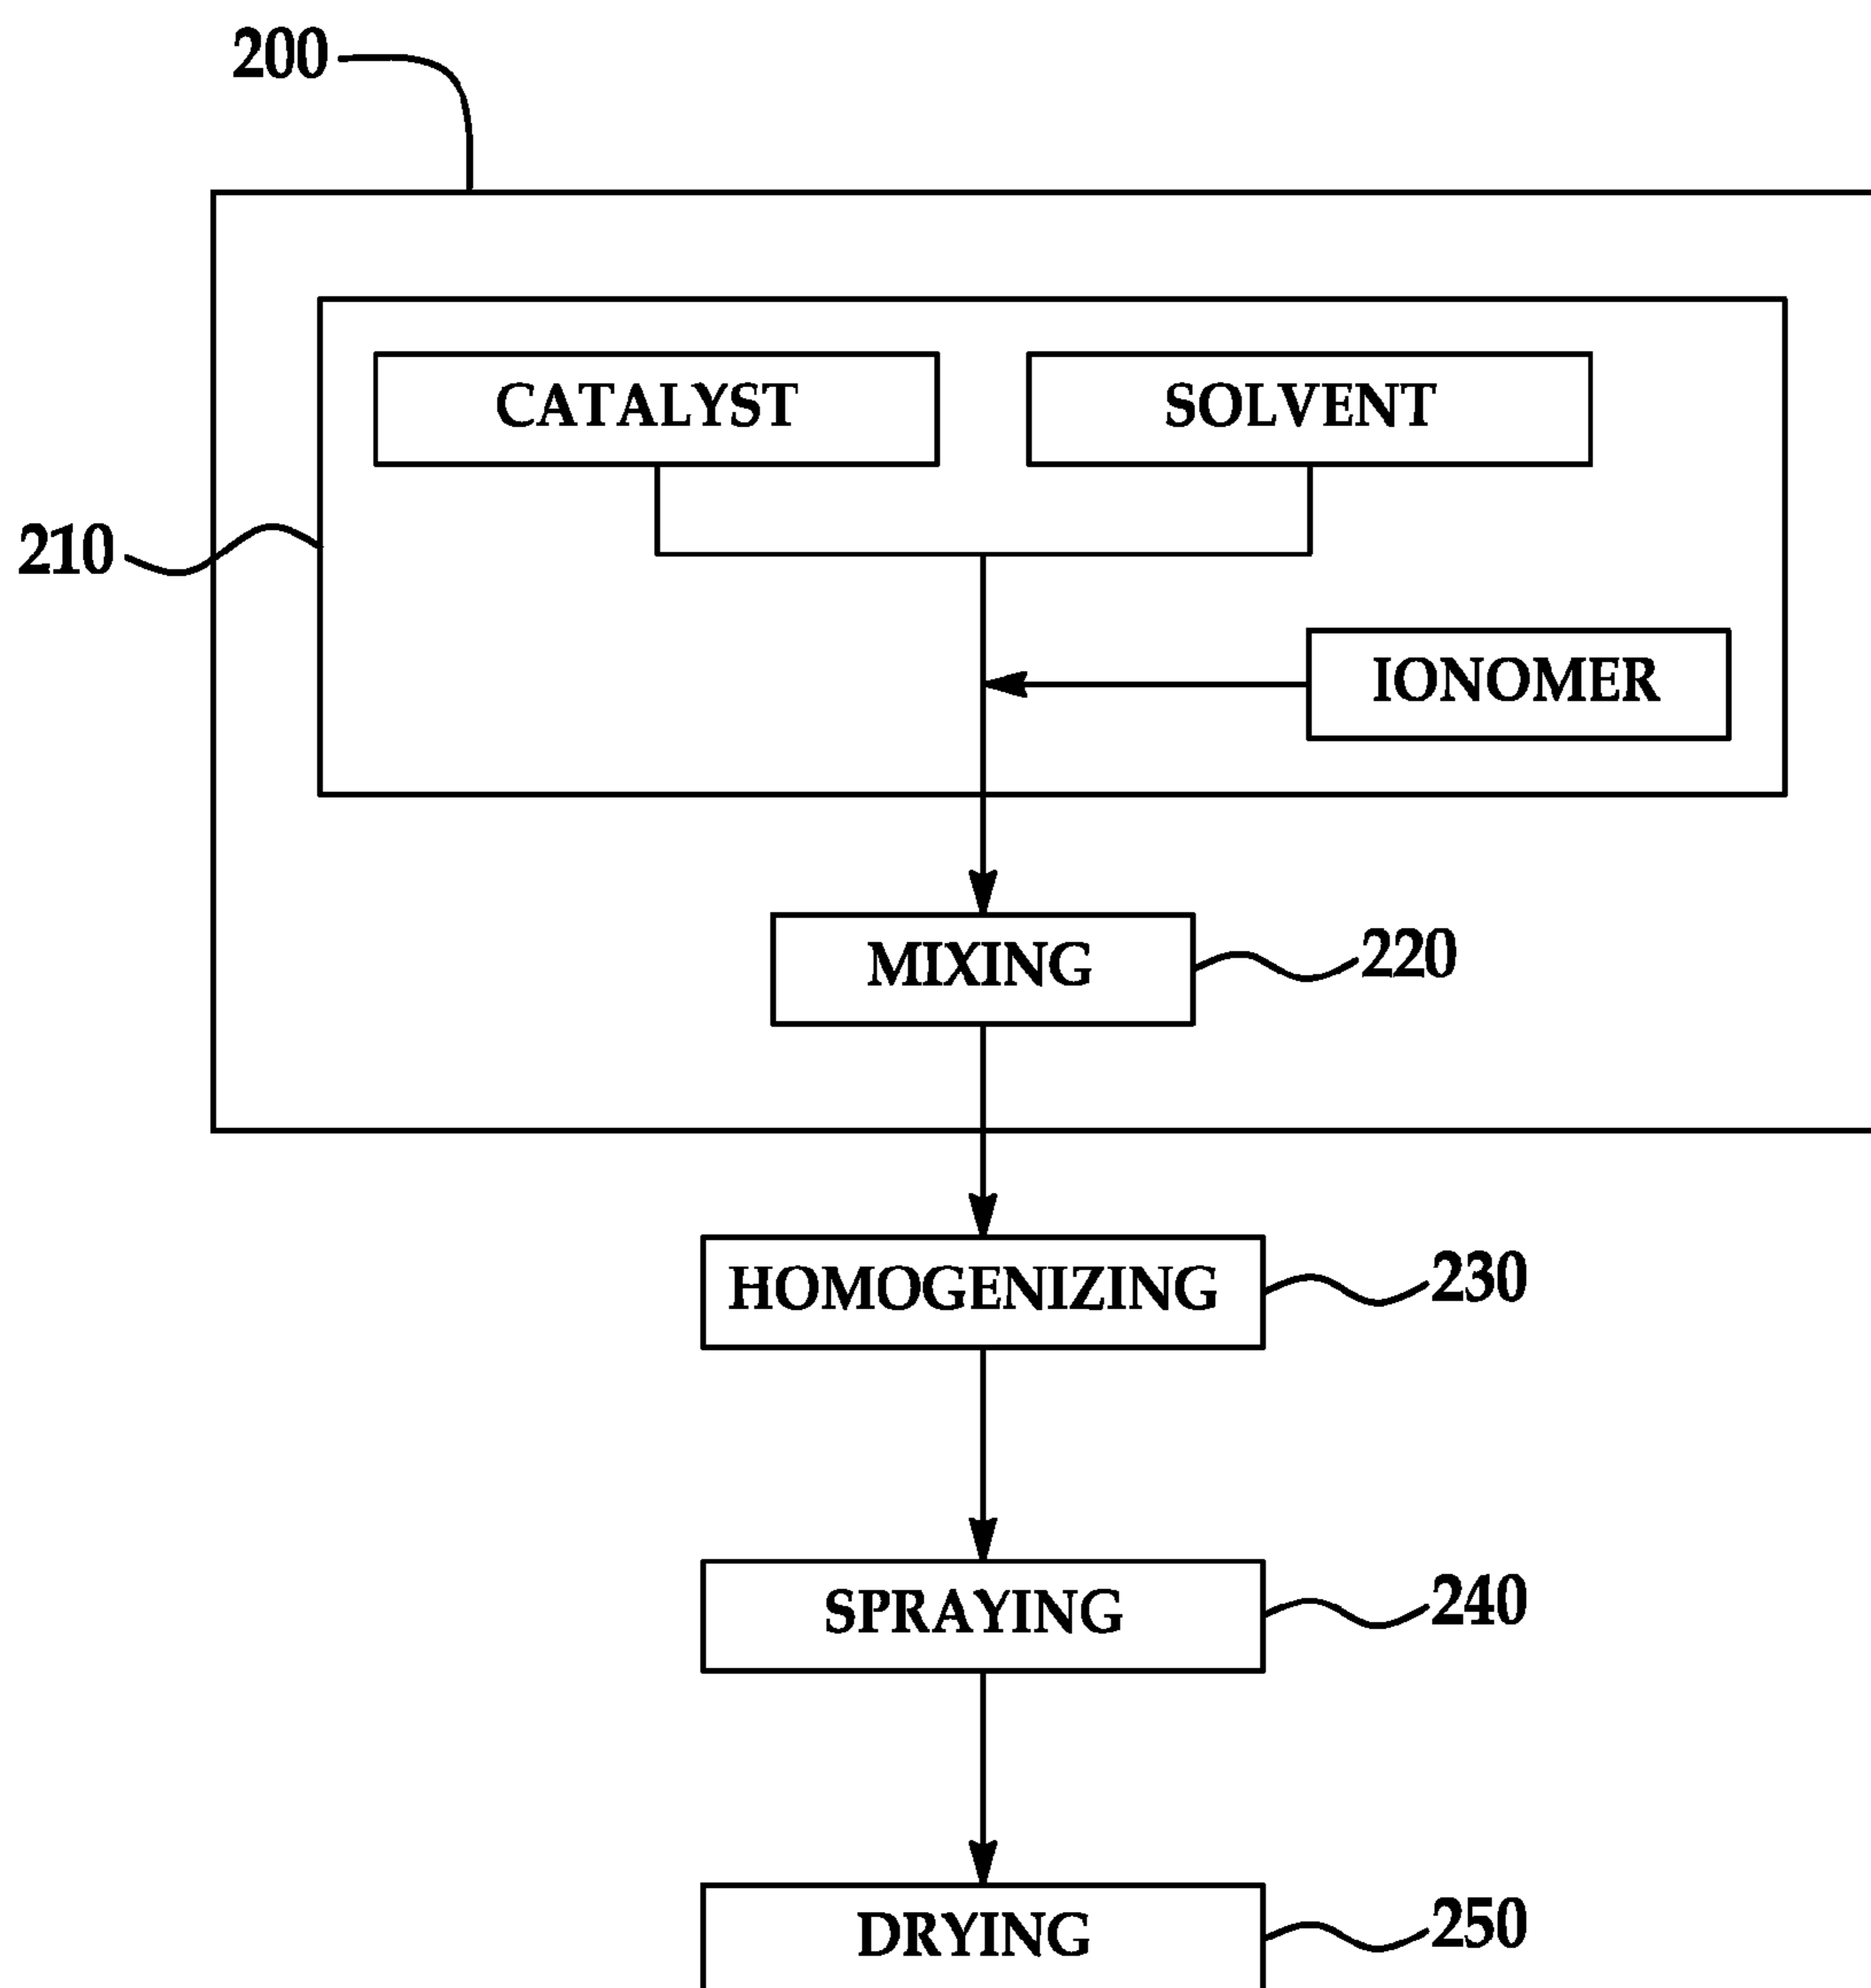 200
CATALYST SOLVENT
210
IONOMER
MIXING 220
HOMOGENIZING 230
SPRAYING 240
DRYING 250